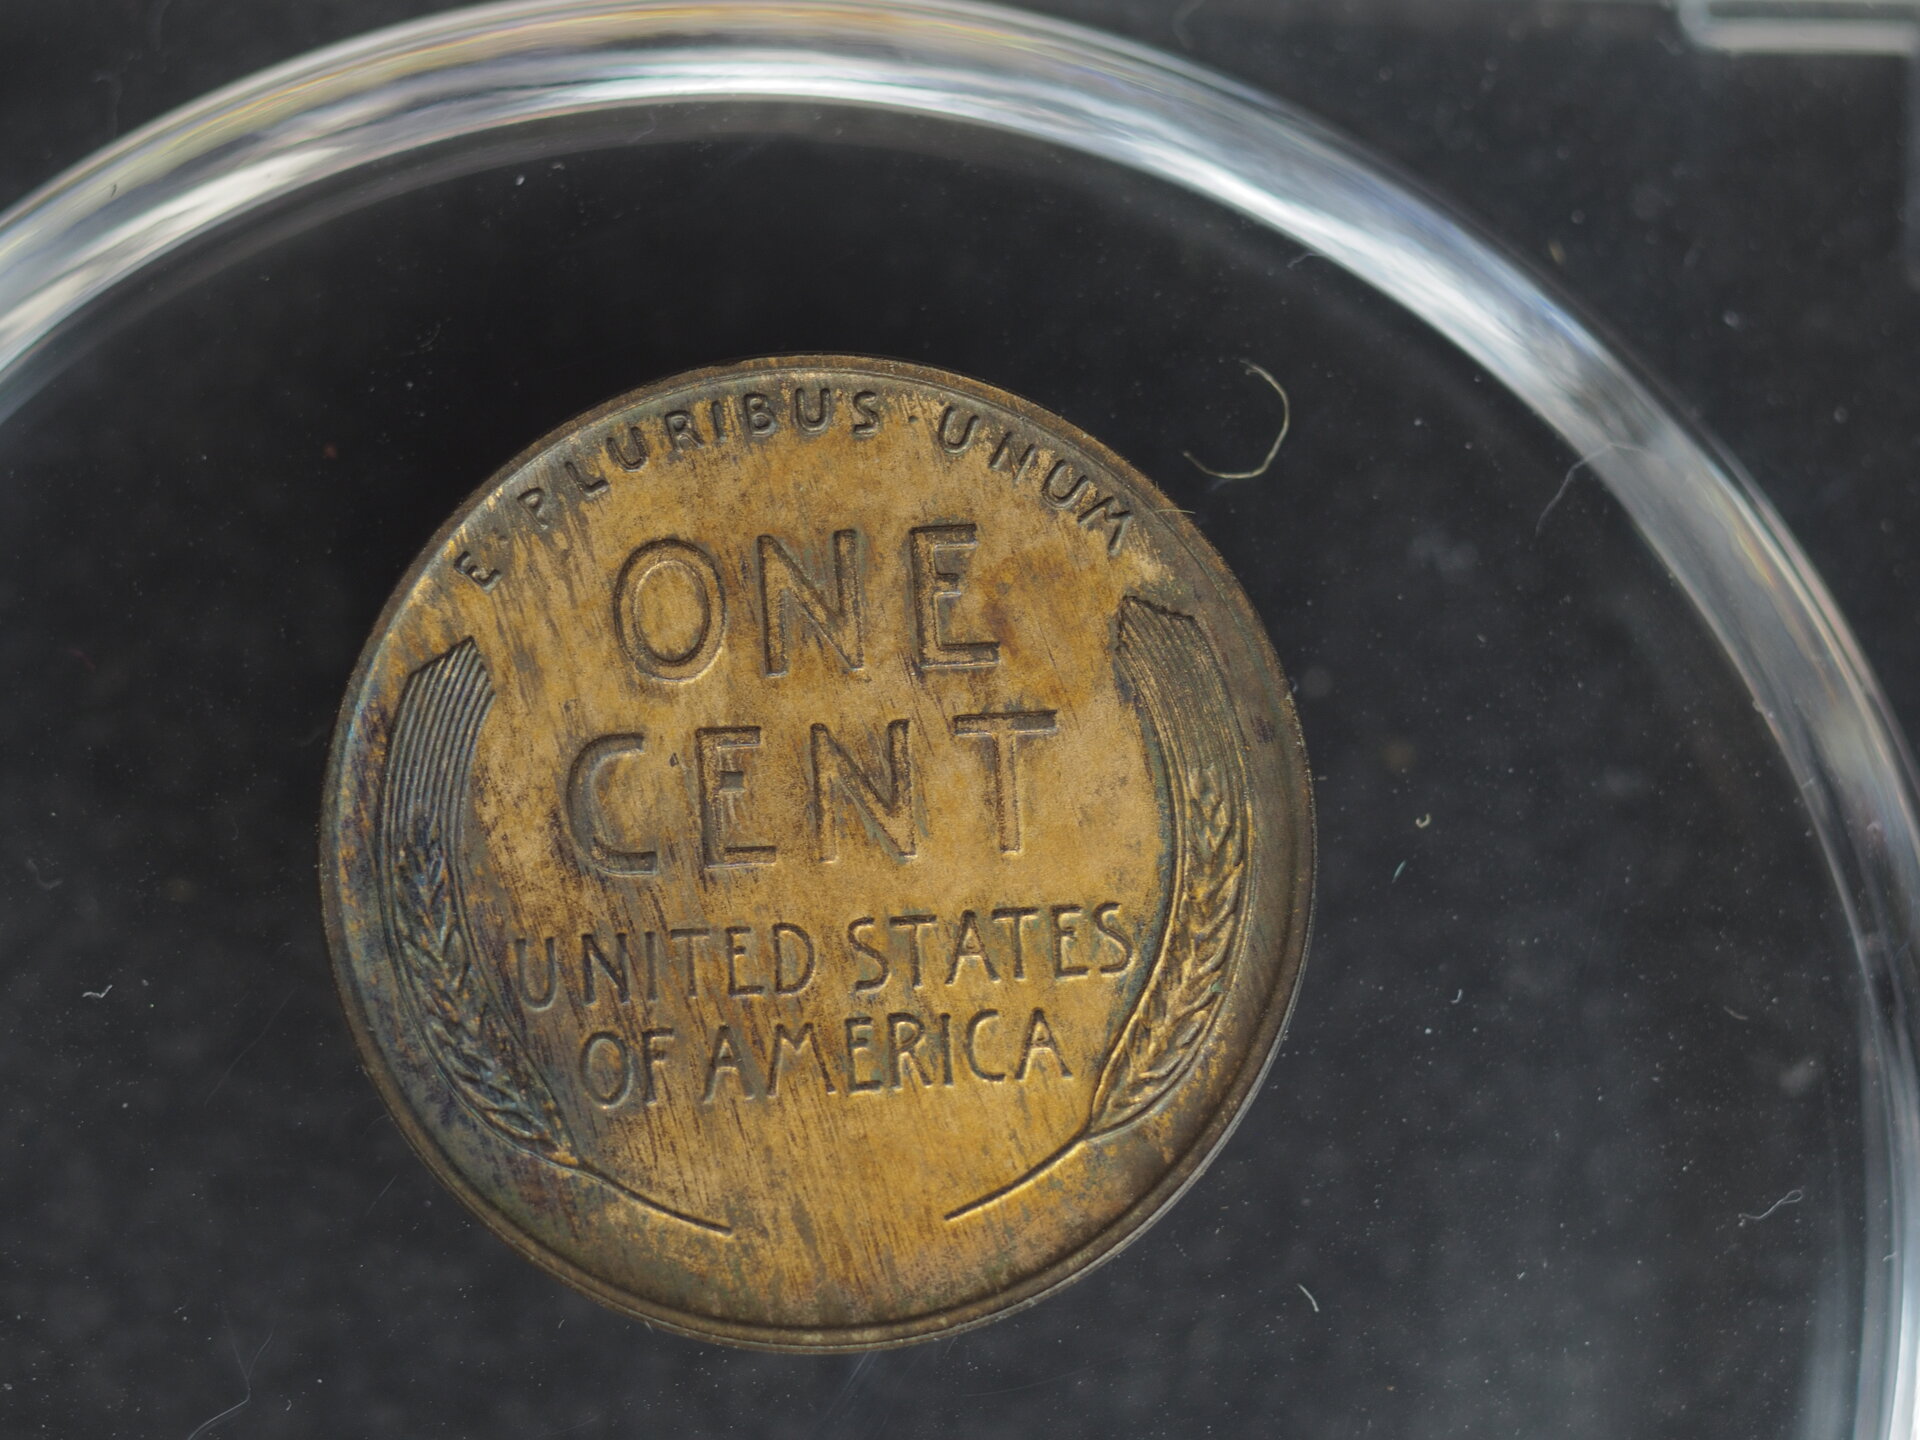 E · PLURIBUS · UNUM
ONE
CENT
UNITED STATES
OF AMERICA